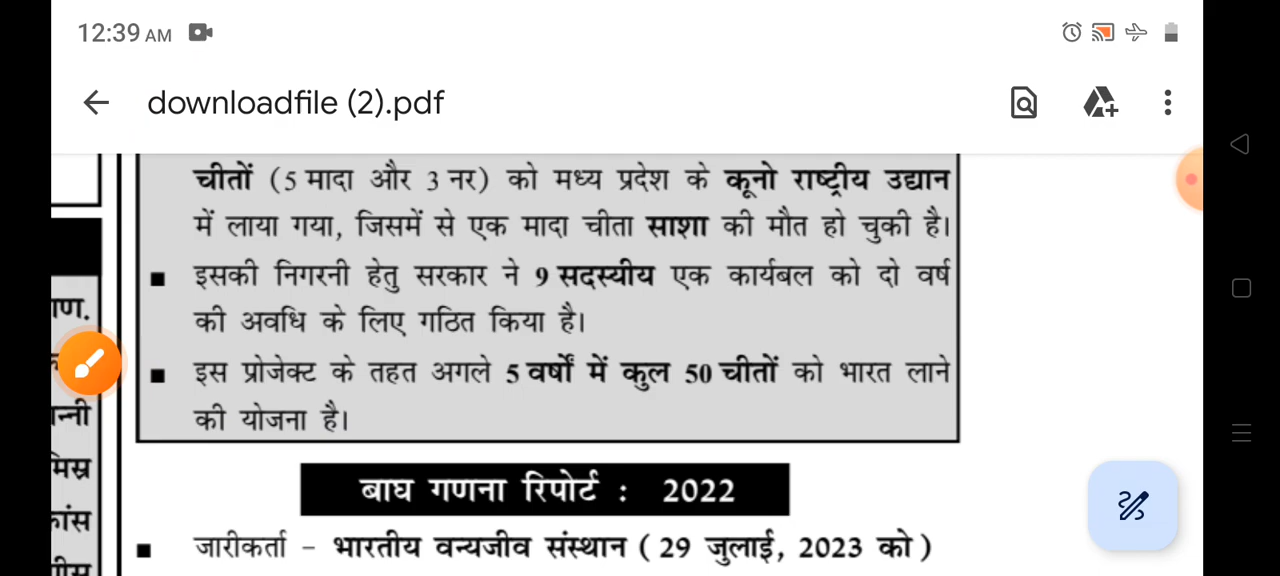 12:39 AM
downloadfile (2).pdf
चीतों (5 मादा और 3 नर) को मध्य प्रदेश के कूनो राष्ट्रीय उद्यान
में लाया गया, जिसमें से एक मादा चीता साशा की मौत हो चुकी है।
■ इसकी निगरनी हेतु सरकार ने 9 सदस्यीय एक कार्यबल को दो वर्ष
की अवधि के लिए गठित किया है।
■ इस प्रोजेक्ट के तहत अगले 5 वर्षों में कुल 50 चीतों को भारत लाने
की योजना है।
बाघ गणना रिपोर्ट : 2022
■ जारीकर्ता – भारतीय वन्यजीव संस्थान ( 29 जुलाई, 2023 को )